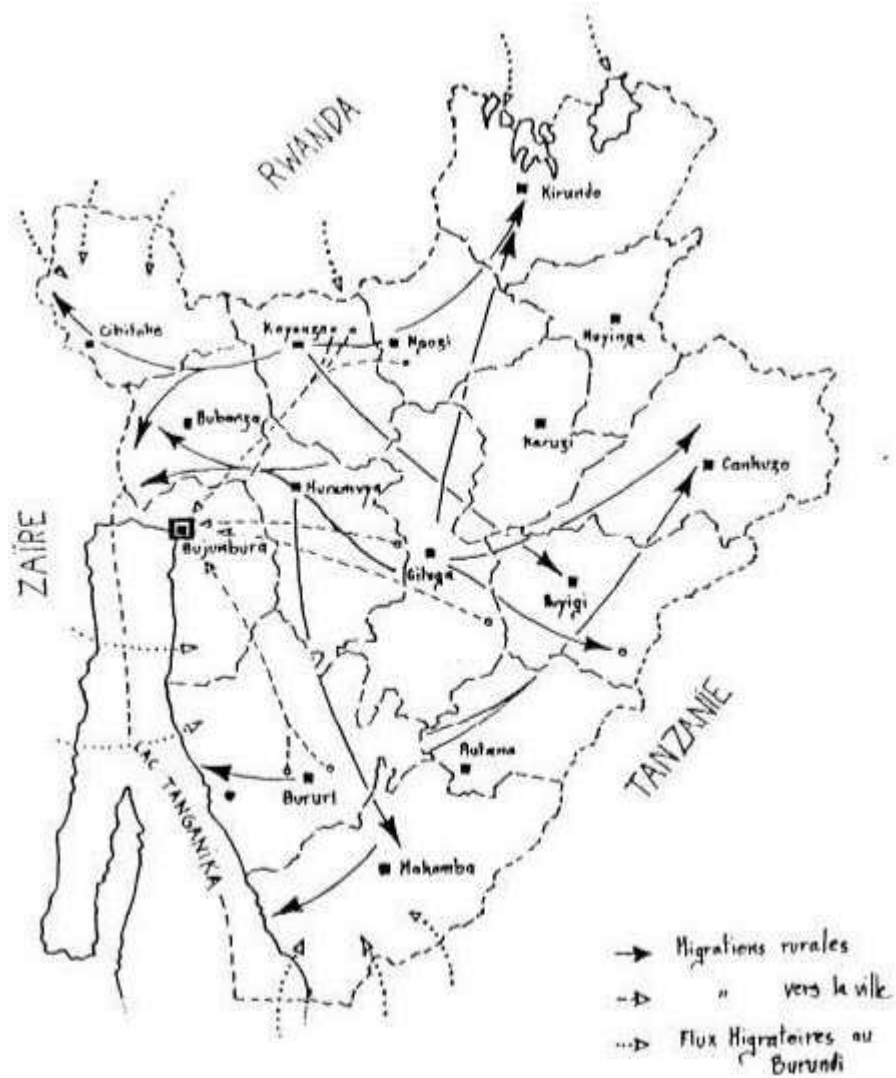 RWANDA
Kirundo
Cibitoke
Kayanza
Ngozi
Muyinga
Bubanza
Karuzi
Cankuzo
Muramvya
ZAÏRE
Bujumbura
Gitega
Ruyigi
TANZANIE
Rutana
Bururi
LAC TANGANIKA
Makamba
Migrations rurales
" vers la ville
Flux Migratoires au
Burundi